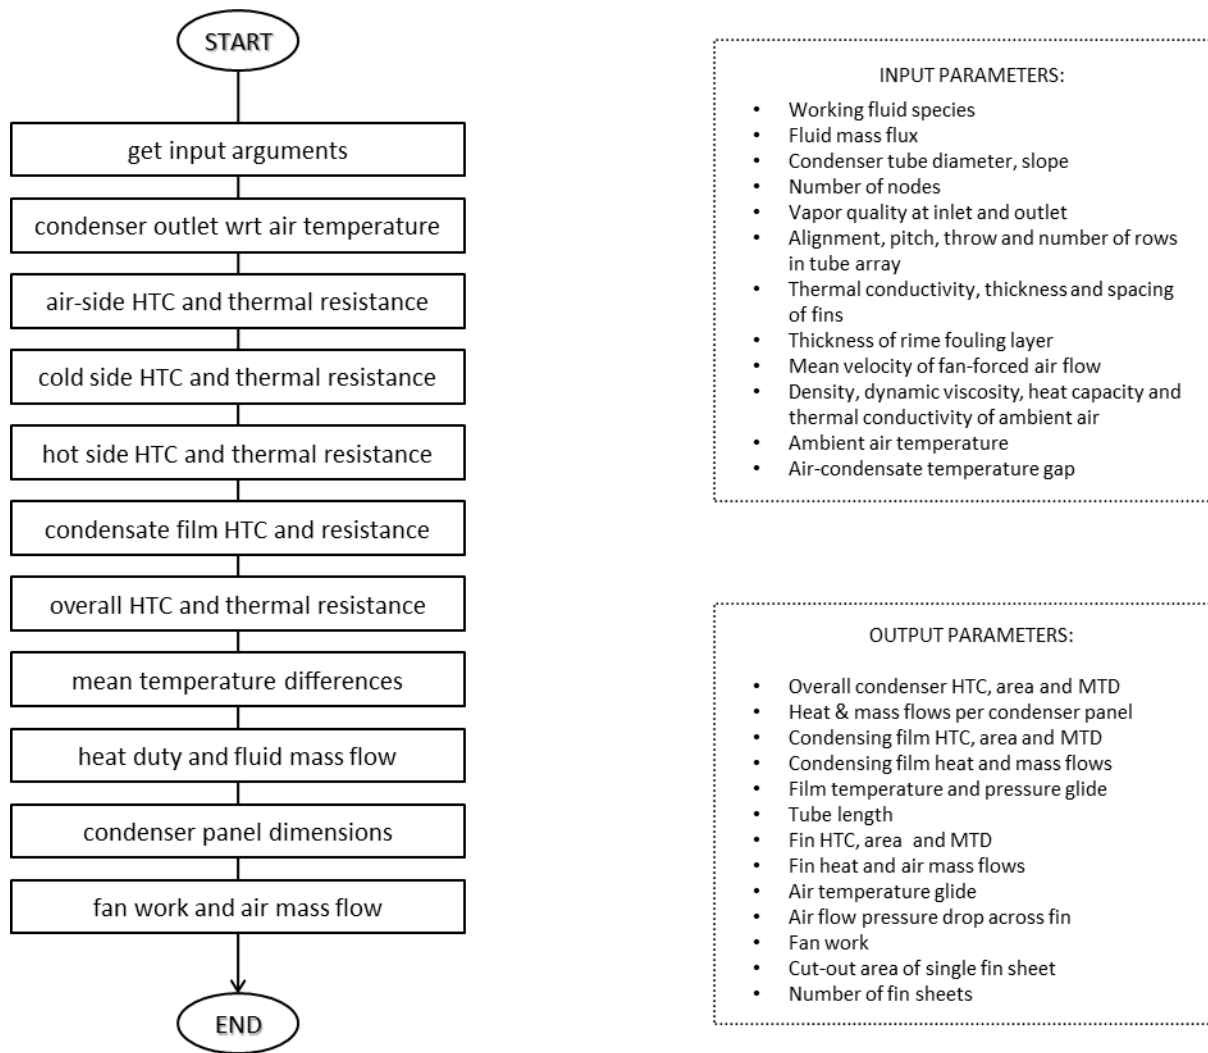 START
get input arguments
condenser outlet wrt air temperature
air-side HTC and thermal resistance
cold side HTC and thermal resistance
hot side HTC and thermal resistance
condensate film HTC and resistance
overall HTC and thermal resistance
mean temperature differences
heat duty and fluid mass flow
condenser panel dimensions
fan work and air mass flow
END
INPUT PARAMETERS:
• Working fluid species
• Fluid mass flux
• Condenser tube diameter, slope
• Number of nodes
• Vapor quality at inlet and outlet
• Alignment, pitch, throw and number of rows
in tube array
• Thermal conductivity, thickness and spacing
of fins
• Thickness of rime fouling layer
• Mean velocity of fan-forced air flow
• Density, dynamic viscosity, heat capacity and
thermal conductivity of ambient air
• Ambient air temperature
• Air-condensate temperature gap
OUTPUT PARAMETERS:
• Overall condenser HTC, area and MTD
• Heat & mass flows per condenser panel
• Condensing film HTC, area and MTD
• Condensing film heat and mass flows
• Film temperature and pressure glide
• Tube length
• Fin HTC, area and MTD
• Fin heat and air mass flows
• Air temperature glide
• Air flow pressure drop across fin
• Fan work
• Cut-out area of single fin sheet
• Number of fin sheets